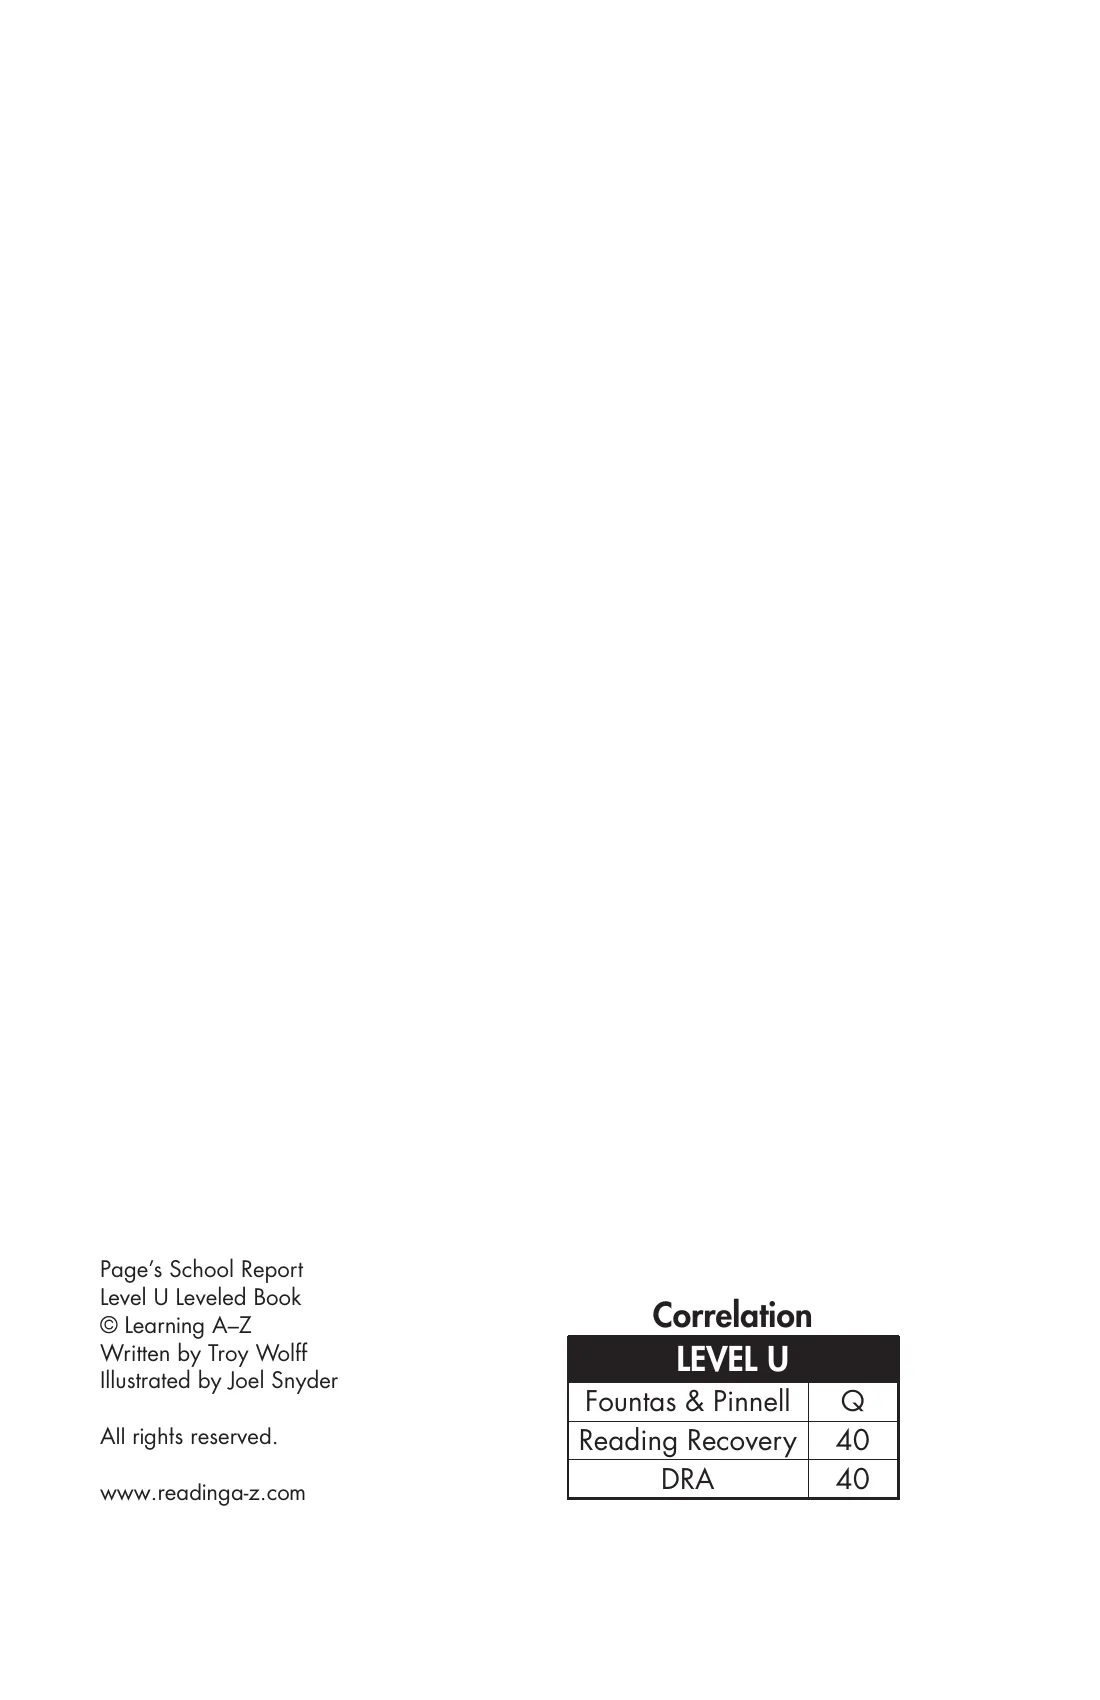 Page’s School Report
Level U Leveled Book
© Learning A–Z
Written by Troy Wolff
Illustrated by Joel Snyder
All rights reserved.
www.readinga-z.com
Correlation
LEVEL U
Fountas & Pinnell Q
Reading Recovery 40
DRA 40